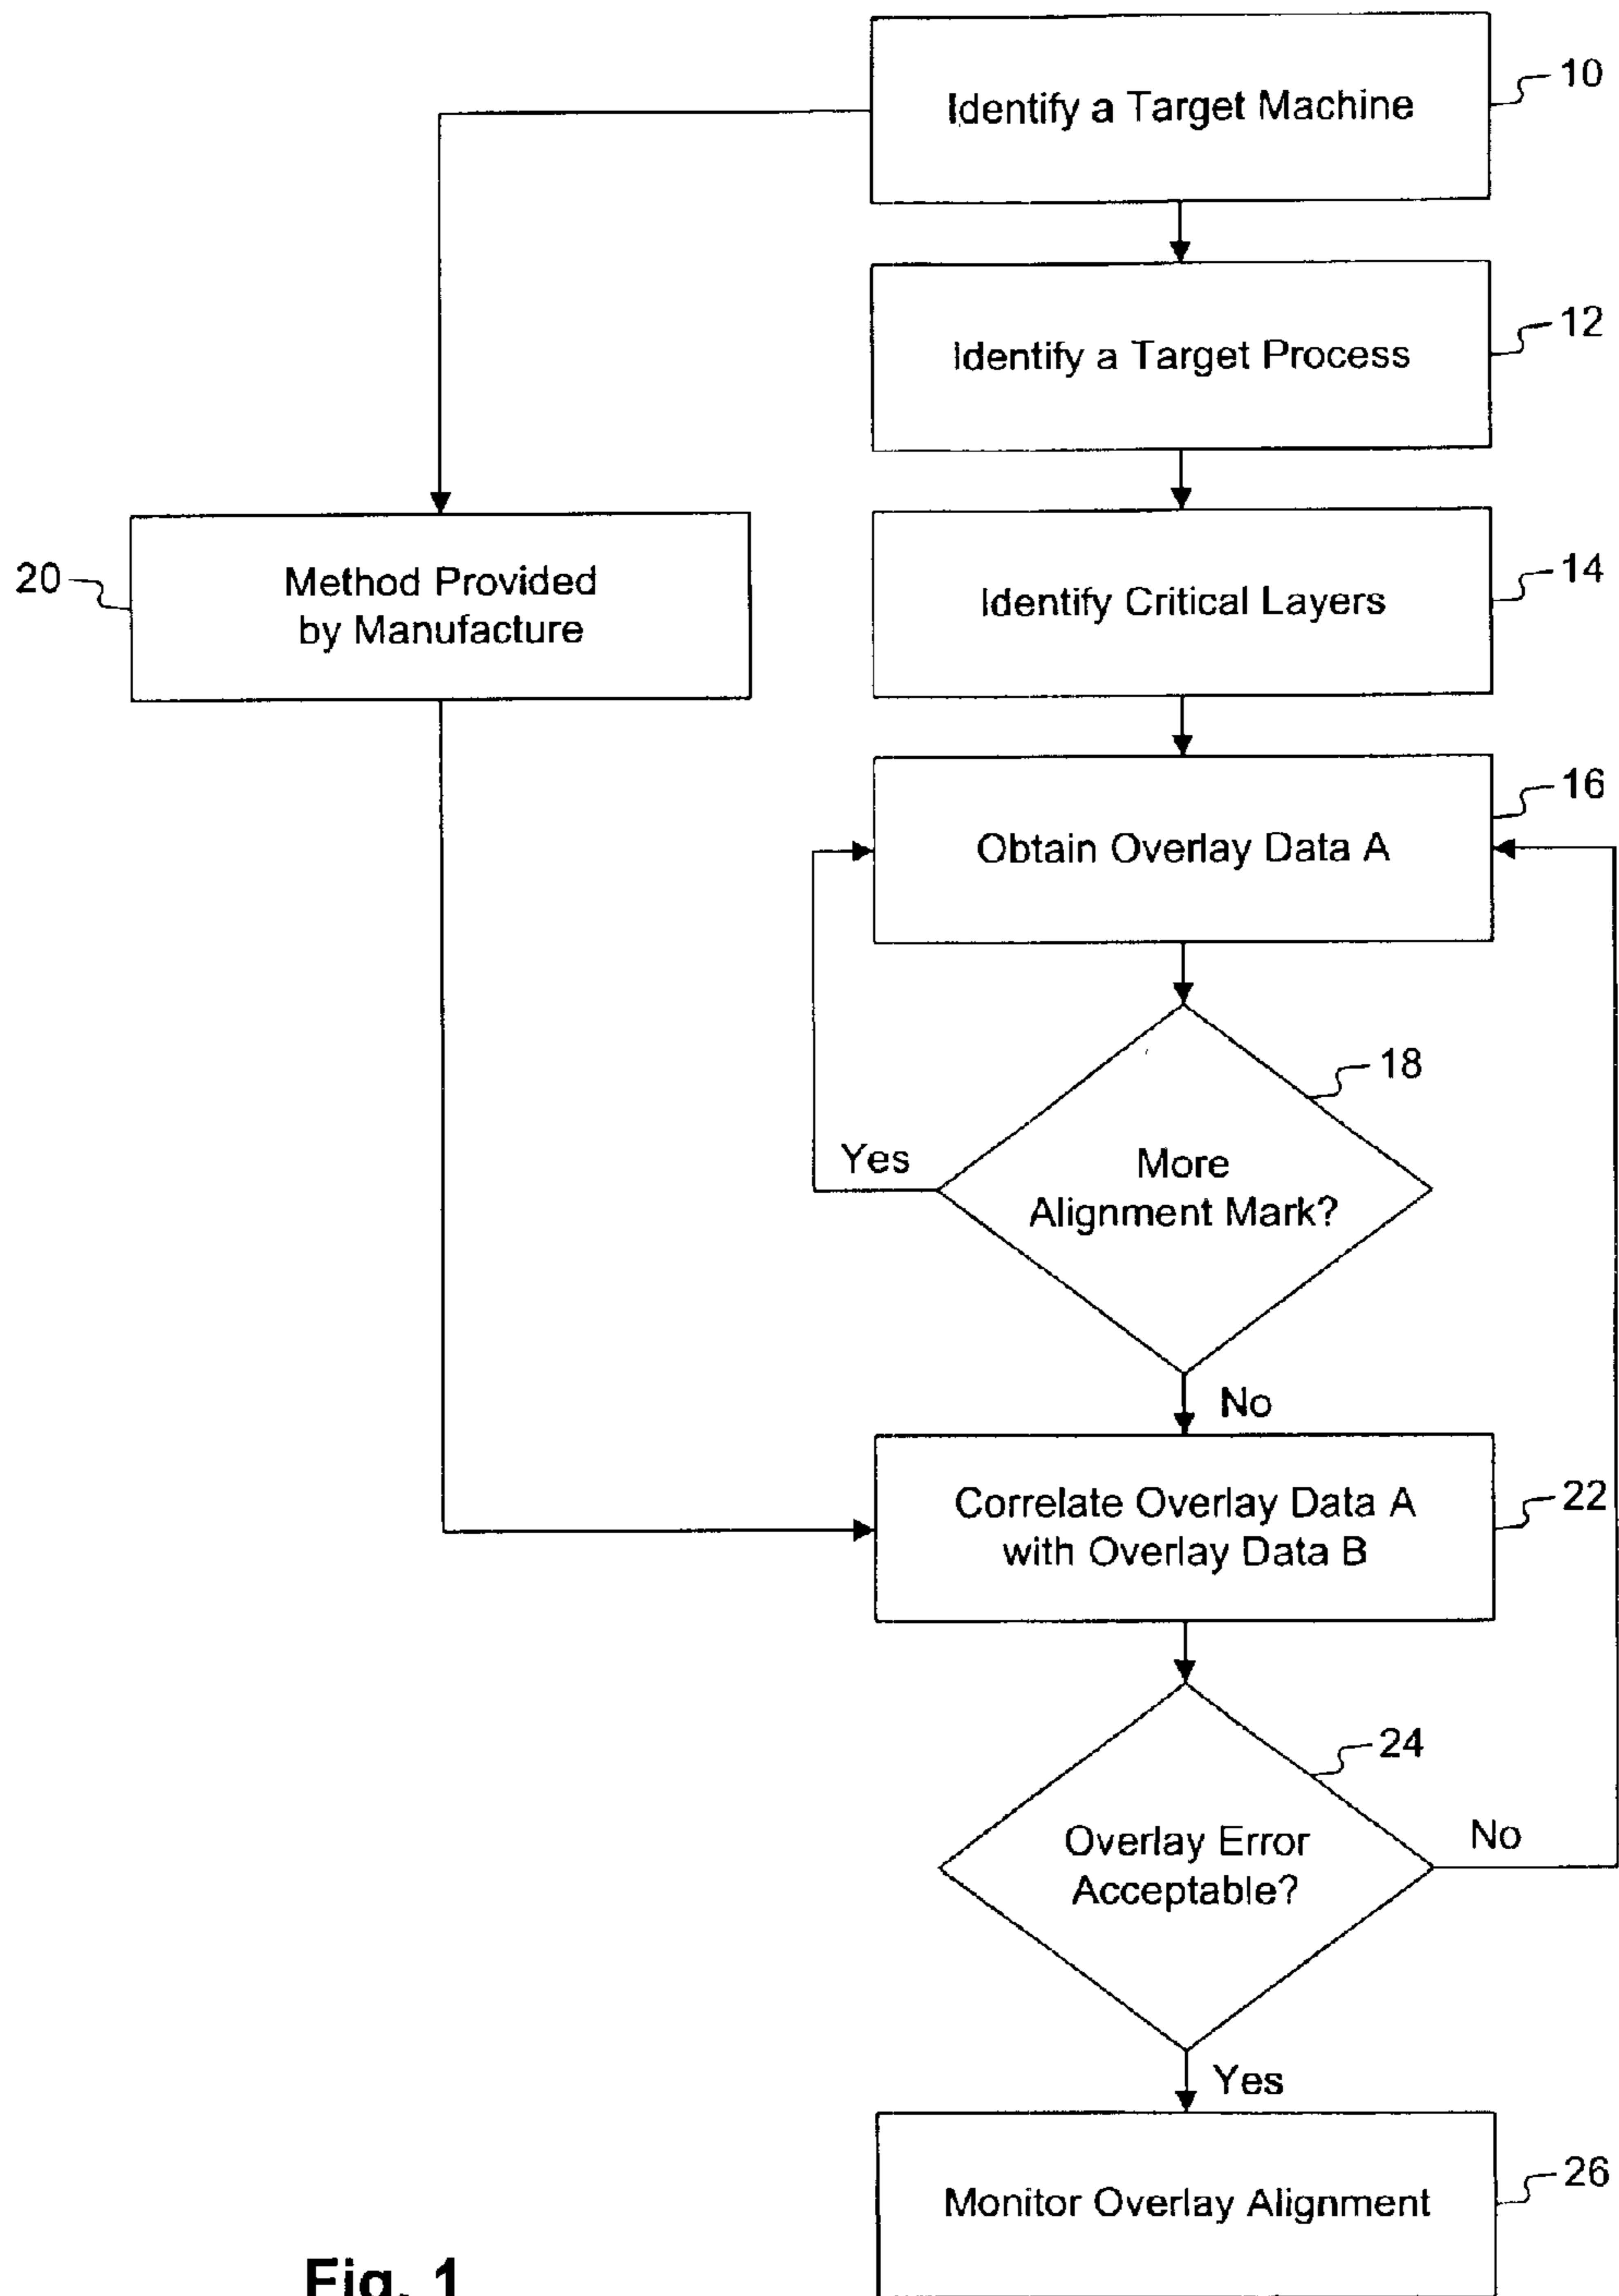 Identify a Target Machine
10
Identify a Target Process
12
20
Method Provided
by Manufacture
Identify Critical Layers
14
Obtain Overlay Data A
16
18
More
Alignment Mark?
Yes
No
Correlate Overlay Data A
with Overlay Data B
22
24
Overlay Error
Acceptable?
No
Yes
Monitor Overlay Alignment
26
Fig. 1